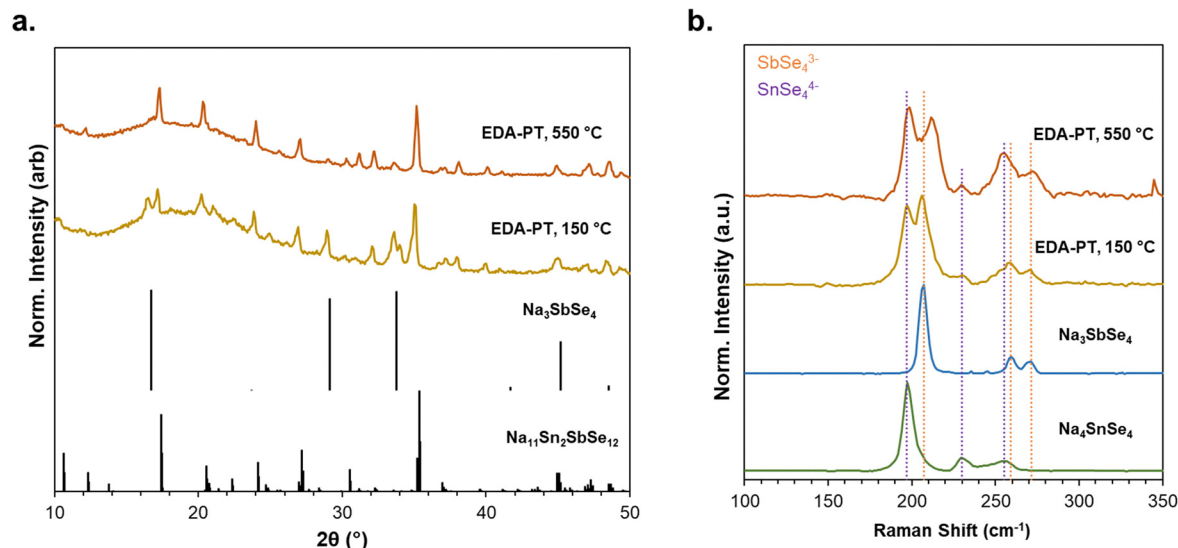 a.
Norm. Intensity (arb)
EDA-PT, 550 °C
EDA-PT, 150 °C
Na₃SbSe₄
Na₁₁Sn₂SbSe₁₂
10 20 30 40 50
2θ (°)
b.
Norm. Intensity (a.u.)
SbSe₄³⁻
SnSe₄⁴⁻
EDA-PT, 550 °C
EDA-PT, 150 °C
Na₃SbSe₄
Na₄SnSe₄
100 150 200 250 300 350
Raman Shift (cm⁻¹)